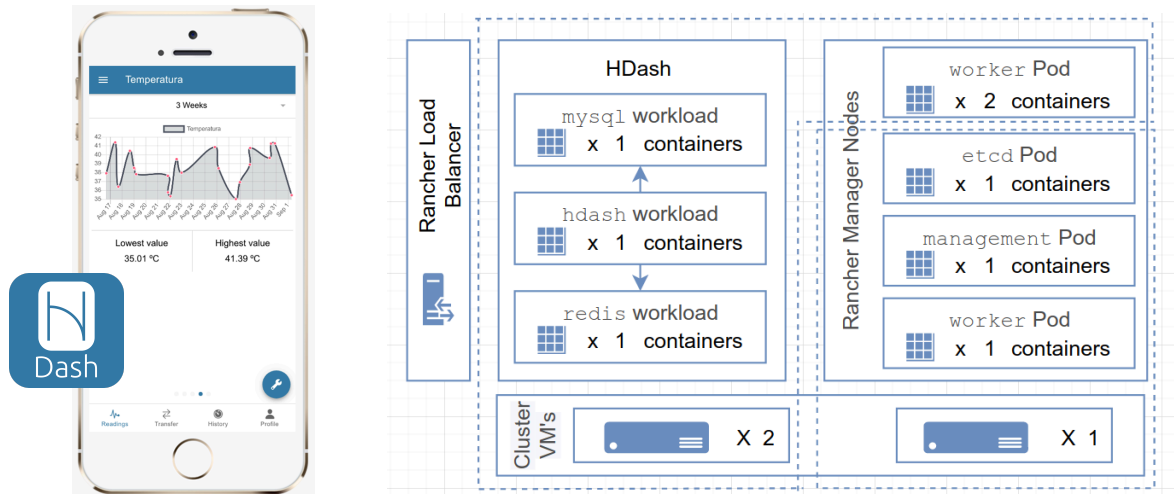 Temperatura
3 Weeks
Temperatura
42
41
40
39
38
37
36
35
Aug 17
Aug 18
Aug 19
Aug 20
Aug 21
Aug 22
Aug 23
Aug 24
Aug 25
Aug 26
Aug 27
Aug 28
Aug 29
Aug 30
Aug 31
Sep 1
Lowest value
Highest value
35.01 ºC
41.39 ºC
Readings
Transfer
History
Profile
Dash
Rancher Load
Balancer
HDash
mysql workload
x 1 containers
hdash workload
x 1 containers
redis workload
x 1 containers
Rancher Manager Nodes
worker Pod
x 2 containers
etcd Pod
x 1 containers
management Pod
x 1 containers
worker Pod
x 1 containers
Cluster
VM's
X 2
X 1